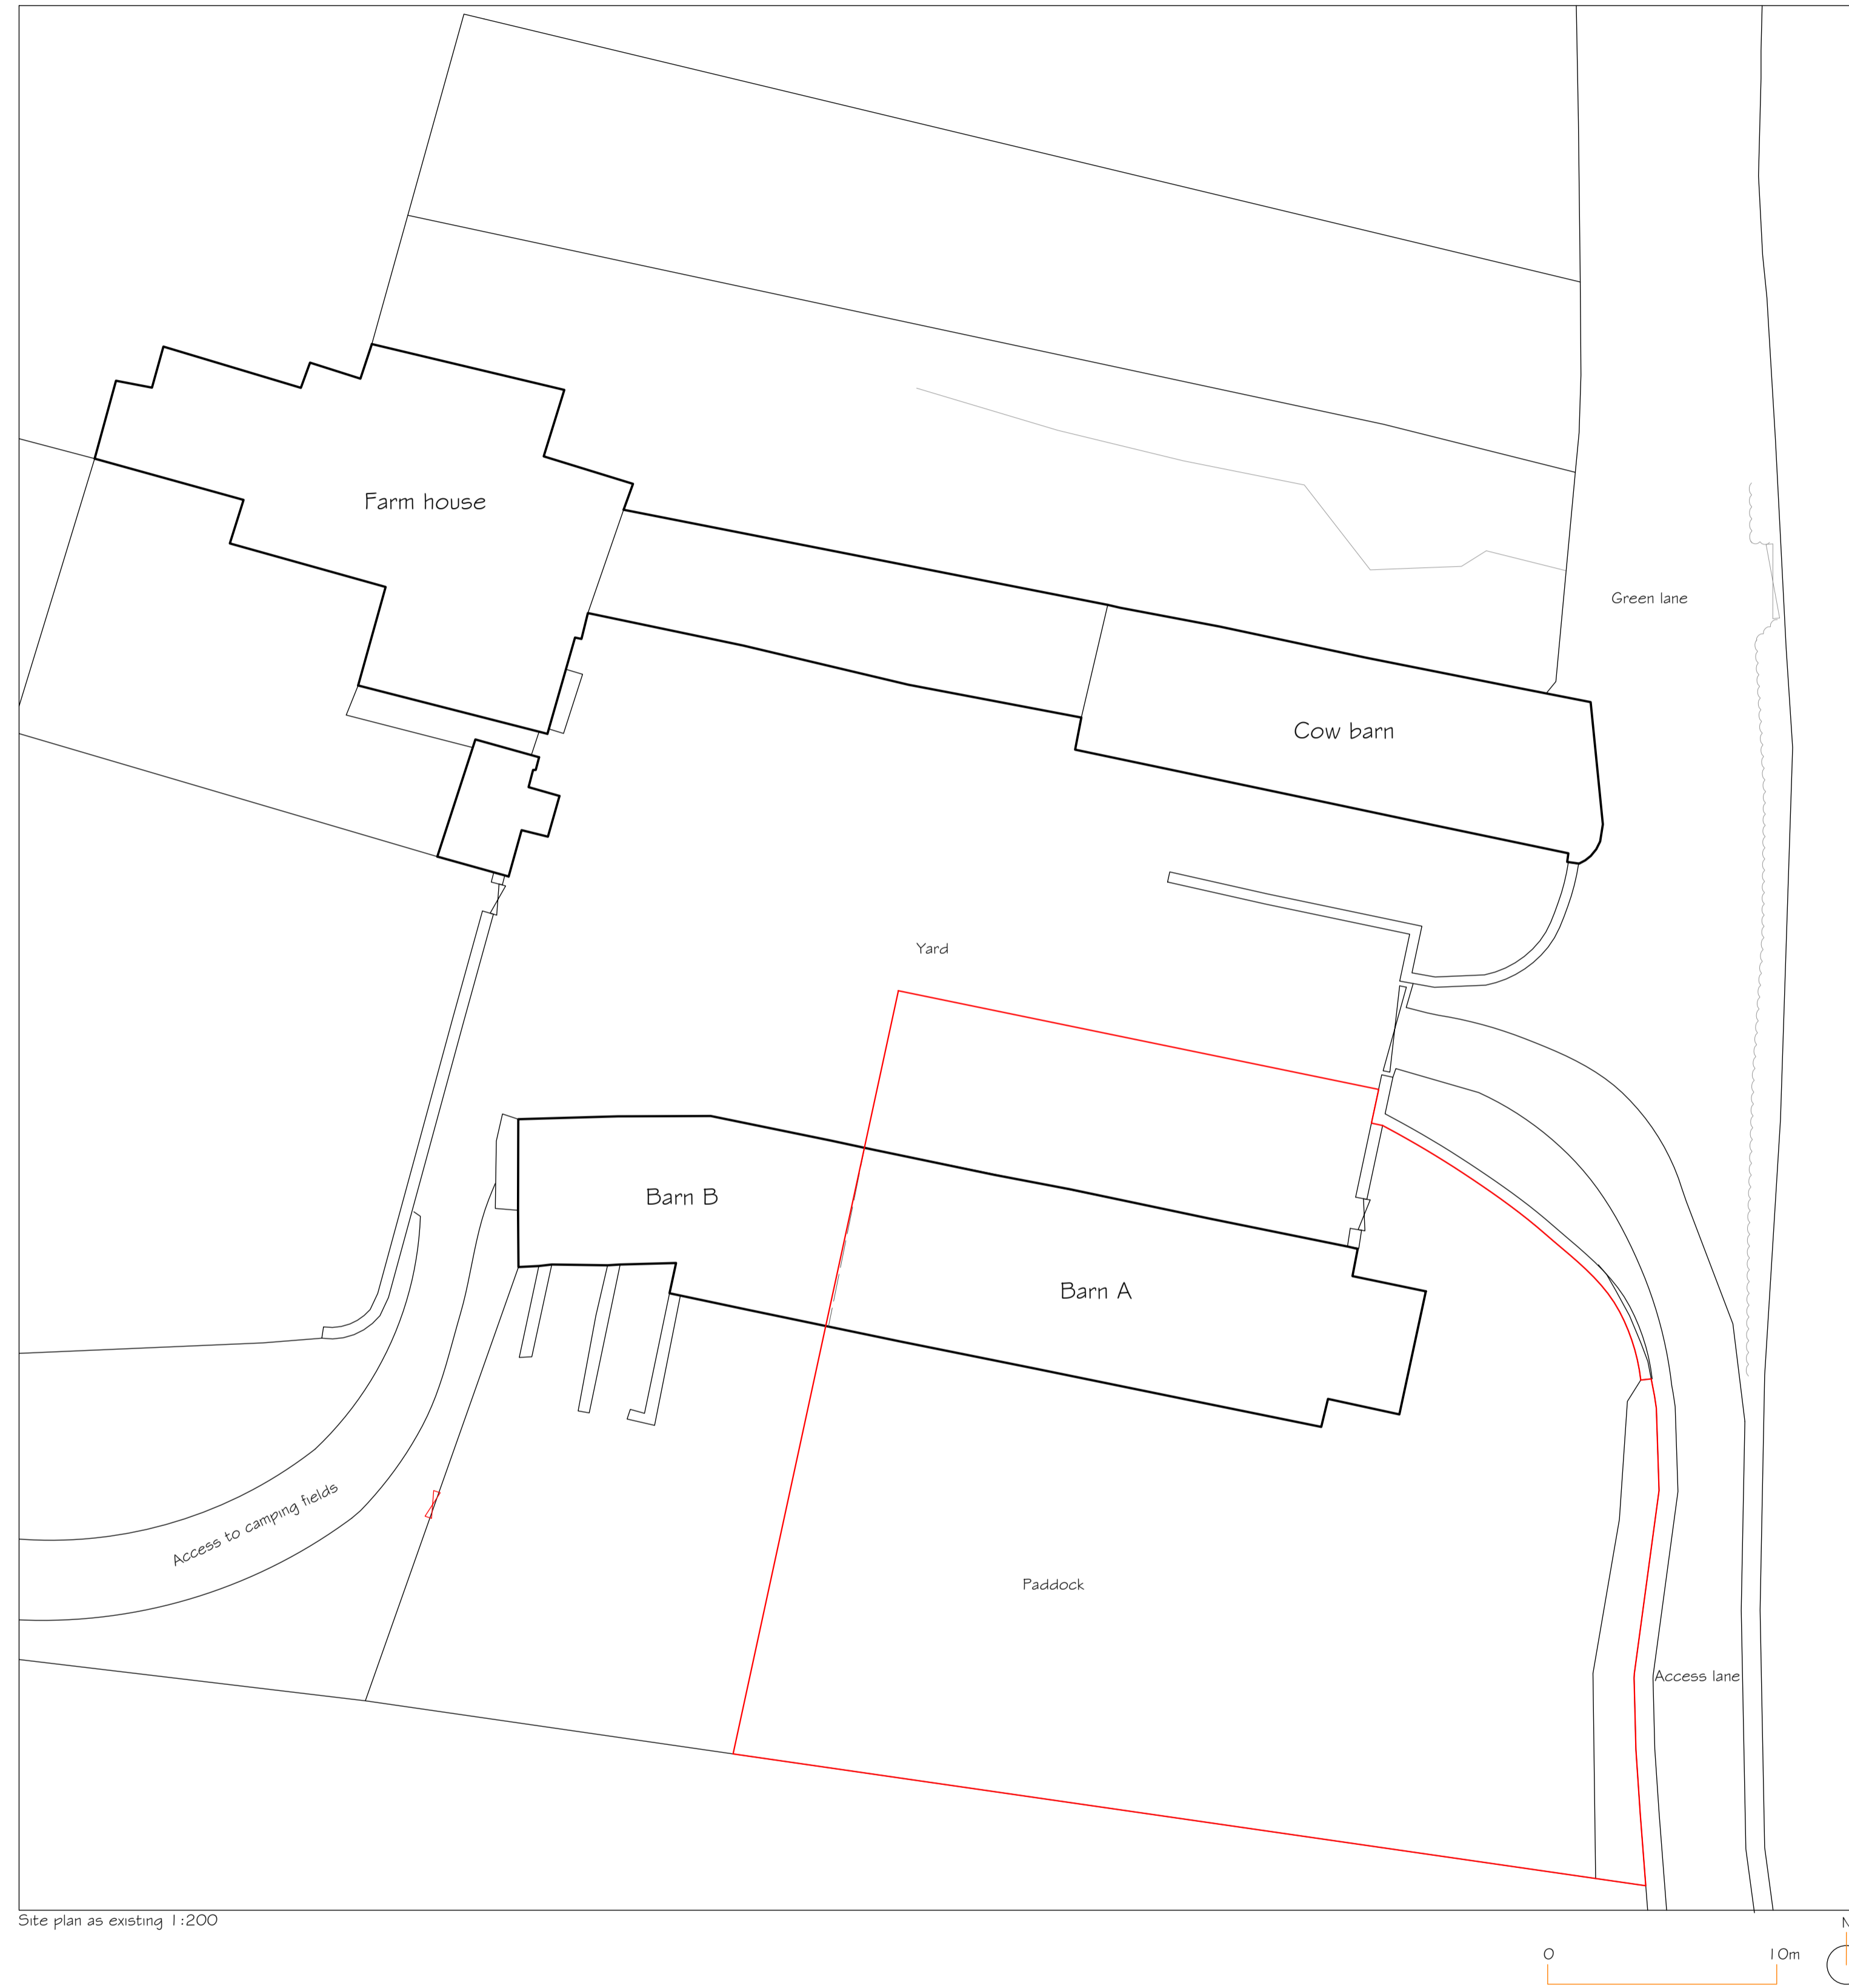 Farm house
Green lane
Cow barn
Yard
Barn B
Barn A
Access to camping fields
Paddock
Access lane
Site plan as existing 1:200
0
10m
N